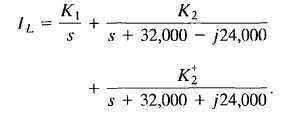 I_L = K_1/s + K_2/(s + 32,000 − j24,000)
+ K_2^*/(s + 32,000 + j24,000).